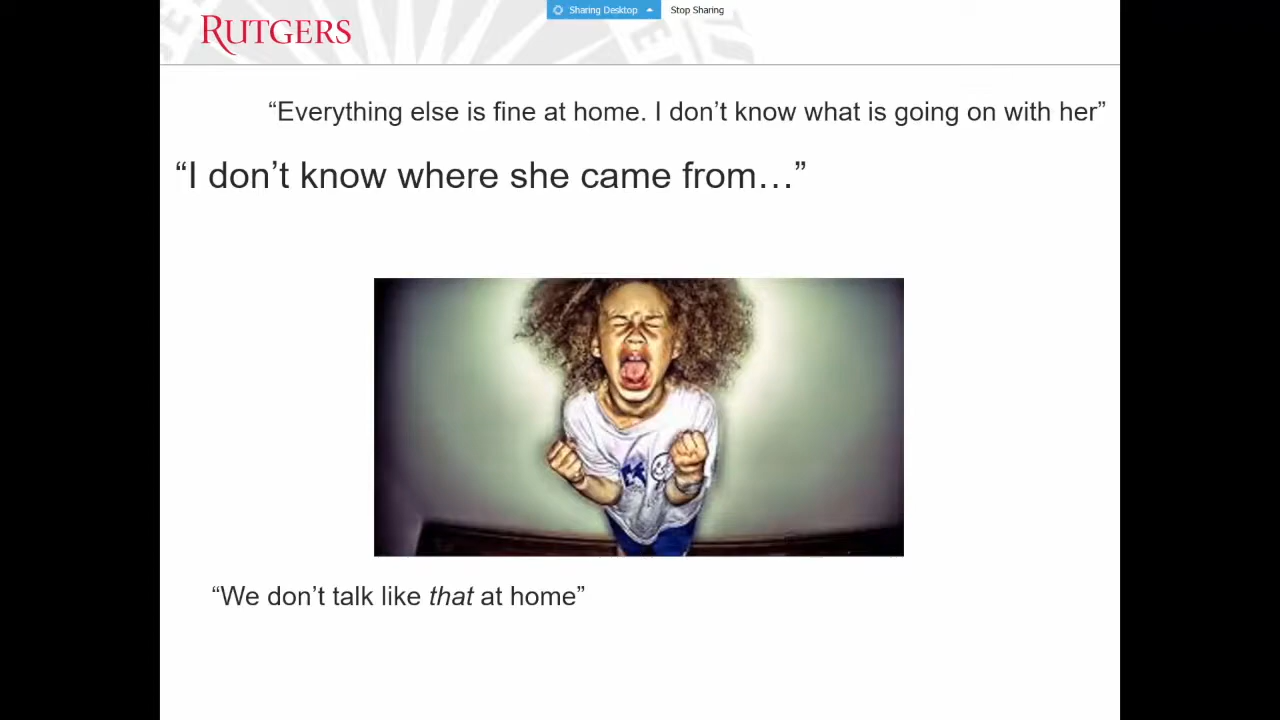 Sharing Desktop Stop Sharing
RUTGERS
“Everything else is fine at home. I don’t know what is going on with her”
“I don’t know where she came from…”
“We don’t talk like that at home”